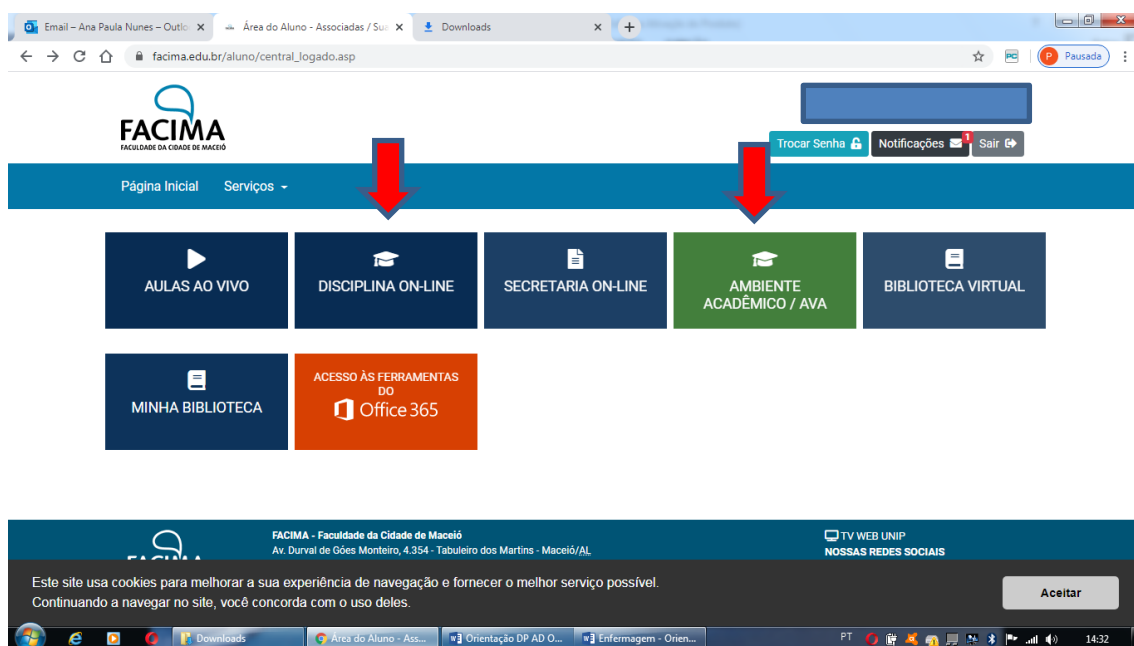 Email – Ana Paula Nunes – Outlo
Área do Aluno - Associadas / Sua
Downloads
facima.edu.br/aluno/central_logado.asp
PC
P
Pausada
FACIMA
FACULDADE DA CIDADE DE MACEIÓ
Trocar Senha
Notificações
1
Sair
Página Inicial
Serviços
AULAS AO VIVO
DISCIPLINA ON-LINE
SECRETARIA ON-LINE
AMBIENTE
ACADÊMICO / AVA
BIBLIOTECA VIRTUAL
MINHA BIBLIOTECA
ACESSO ÀS FERRAMENTAS
DO
Office 365
FACIMA - Faculdade da Cidade de Maceió
Av. Durval de Góes Monteiro, 4.354 - Tabuleiro dos Martins - Maceió/AL
TV WEB UNIP
NOSSAS REDES SOCIAIS
FACIMA
Este site usa cookies para melhorar a sua experiência de navegação e fornecer o melhor serviço possível.
Continuando a navegar no site, você concorda com o uso deles.
Aceitar
Downloads
Área do Aluno - Ass...
Orientação DP AD O...
Enfermagem - Orien...
PT
14:32